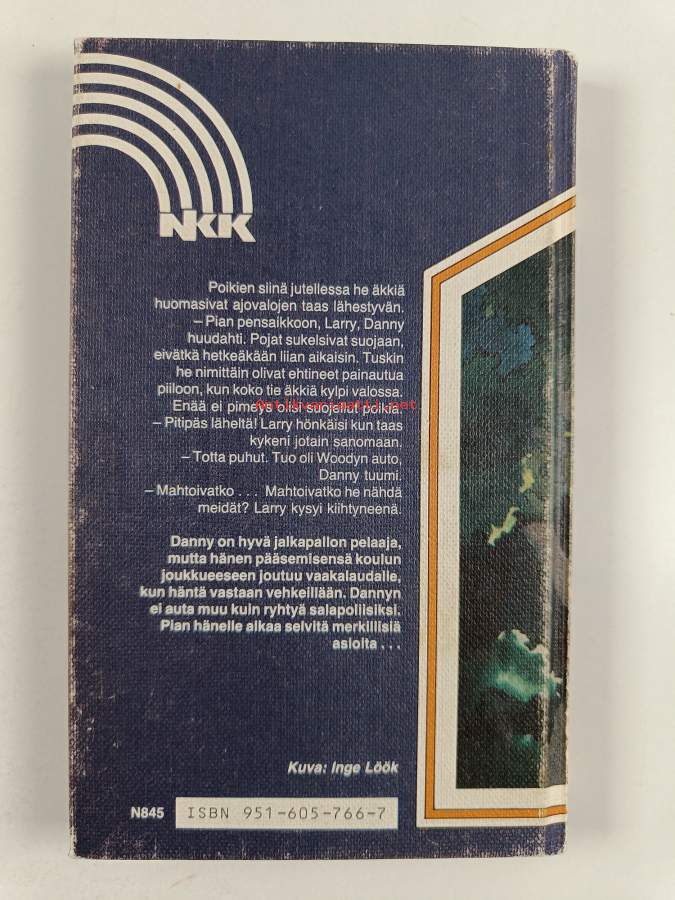 NKK
Poikien siinä jutellessa he äkkiä
huomasivat ajovalojen taas lähestyvän.
– Pian pensaikkoon, Larry, Danny
huudahti. Pojat sukelsivat suojaan,
eivätkä hetkeäkään liian aikaisin. Tuskin
he nimittäin olivat ehtineet painautua
piiloon, kun koko tie äkkiä kylpi valossa.
Enää ei pimeys olisi suojellut poikia.
Antikvariaatti.net
– Pitipäs läheltä! Larry hönkäisi kun taas
kykeni jotain sanomaan.
– Totta puhut. Tuo oli Woodyn auto,
Danny tuumi.
– Mahtoivatko . . . Mahtoivatko he nähdä
meidät? Larry kysyi kiihtyneenä.
Danny on hyvä jalkapallon pelaaja,
mutta hänen pääsemisensä koulun
joukkueeseen joutuu vaakalaudalle,
kun häntä vastaan vehkeillään. Dannyn
ei auta muu kuin ryhtyä salapoliisiksi.
Pian hänelle alkaa selvitä merkillisiä
asioita . . .
Kuva: Inge Löök
N845 ISBN 951-605-766-7